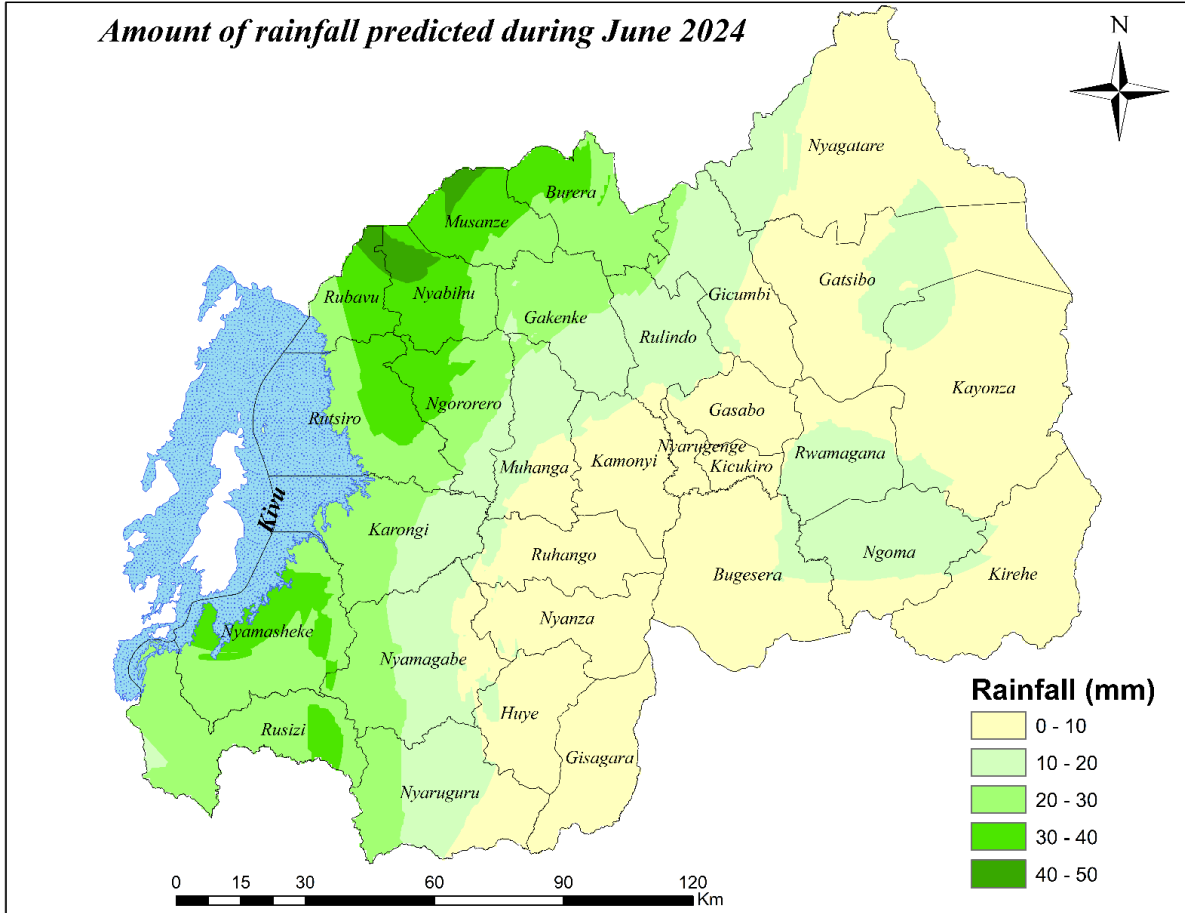 Amount of rainfall predicted during June 2024
N
Nyagatare
Burera
Musanze
Gatsibo
Rubavu
Nyabihu
Gicumbi
Gakenke
Rulindo
Kayonza
Ngororero
Gasabo
Rutsiro
Nyarugenge
Rwamagana
Muhanga
Kamonyi
Kicukiro
Kivu
Karongi
Ruhango
Bugesera
Ngoma
Kirehe
Nyanza
Nyamasheke
Nyamagabe
Huye
Rusizi
Gisagara
Nyaruguru
Rainfall (mm)
0 - 10
10 - 20
20 - 30
30 - 40
40 - 50
0 15 30 60 90 120
Km